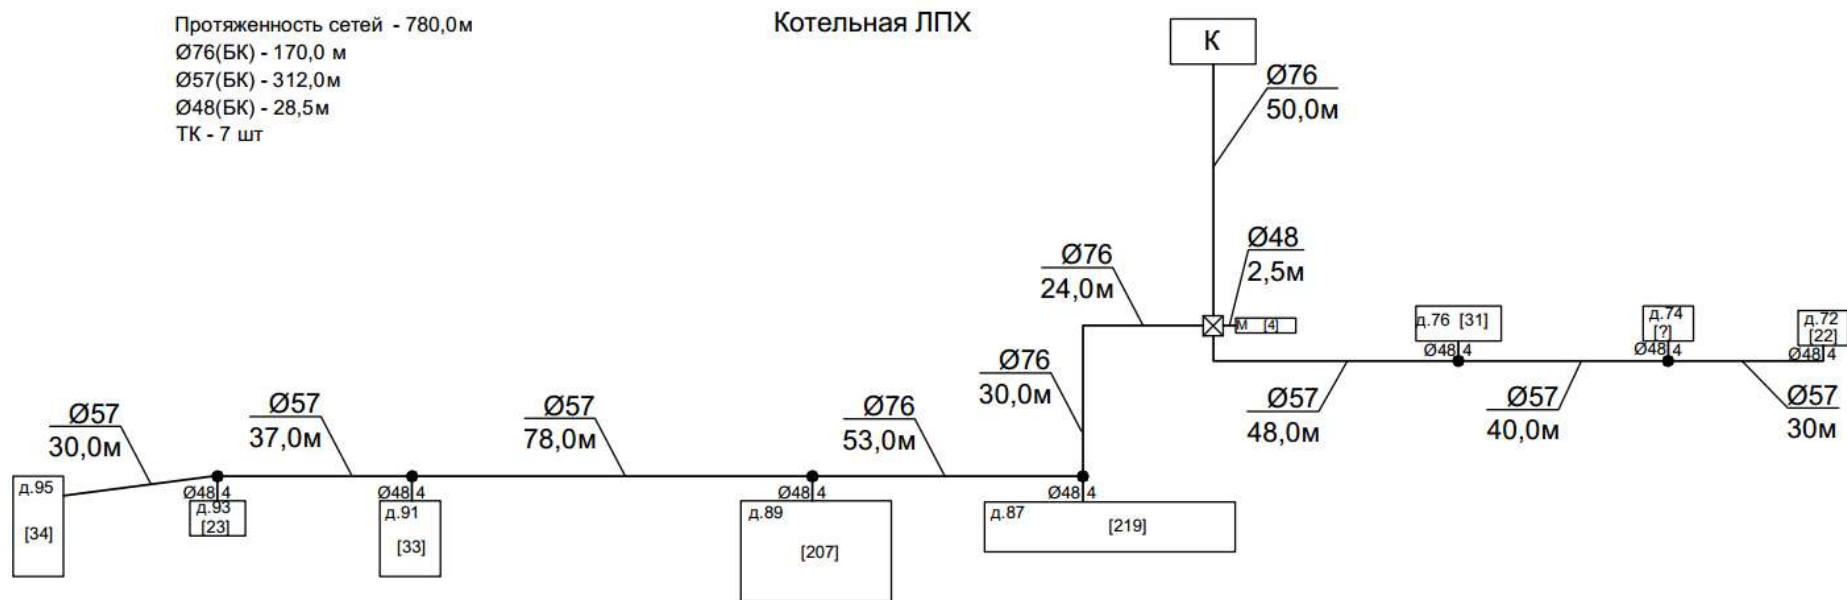 Протяженность сетей - 780,0м
Ø76(БК) - 170,0 м
Ø57(БК) - 312,0м
Ø48(БК) - 28,5м
ТК - 7 шт
Котельная ЛПХ
К
Ø76
50,0м
Ø48
2,5м
Ø76
24,0м
М [4]
д.76 [31]
Ø48 4
д.74
[?]
Ø48 4
д.72
[22]
Ø48 4
Ø76
30,0м
Ø57
48,0м
Ø57
40,0м
Ø57
30м
Ø57
30,0м
Ø57
37,0м
Ø57
78,0м
Ø76
53,0м
д.95
[34]
Ø48 4
д.93
[23]
Ø48 4
д.91
[33]
Ø48 4
д.89
[207]
Ø48 4
д.87
[219]